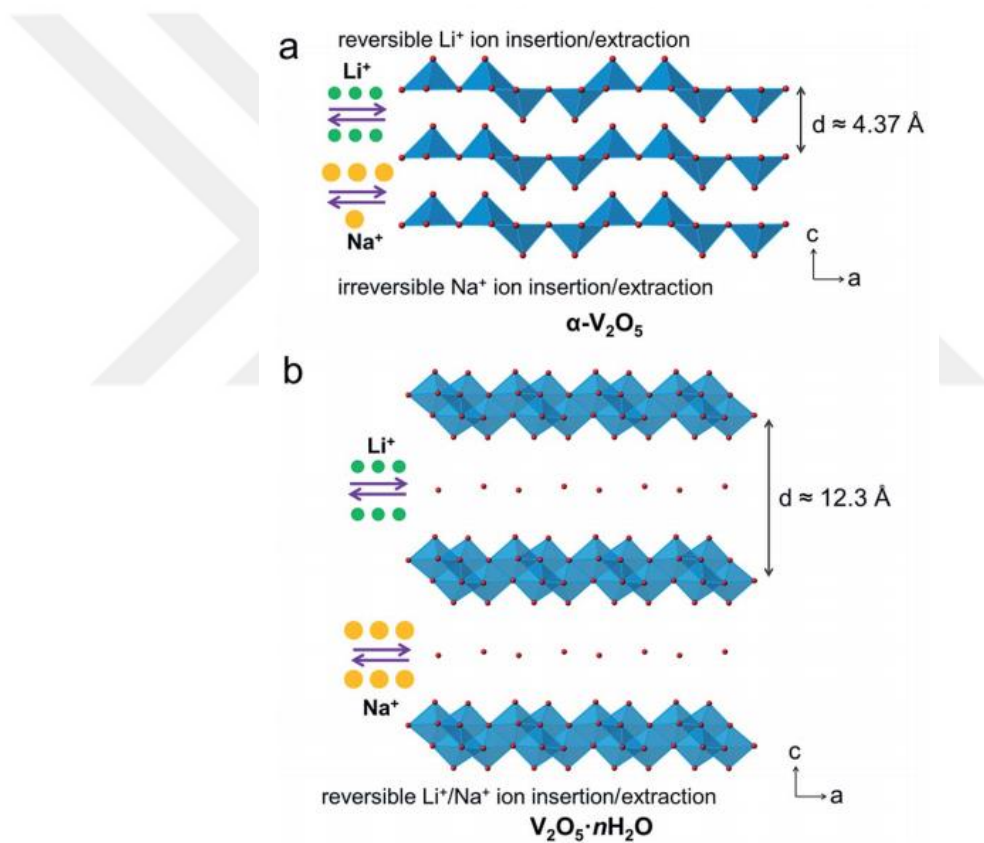 a
reversible Li⁺ ion insertion/extraction
Li⁺
d ≈ 4.37 Å
Na⁺
c
a
irreversible Na⁺ ion insertion/extraction
α-V₂O₅
b
Li⁺
d ≈ 12.3 Å
Na⁺
c
a
reversible Li⁺/Na⁺ ion insertion/extraction
V₂O₅·nH₂O